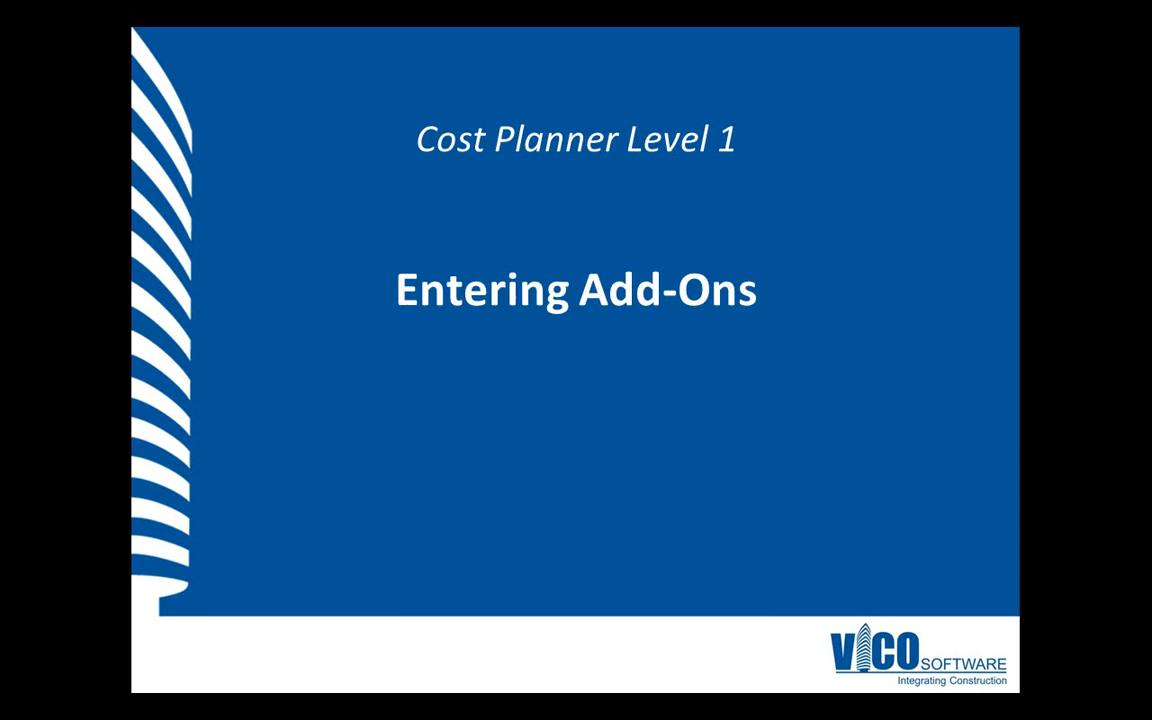 Cost Planner Level 1
Entering Add-Ons
VICO SOFTWARE
Integrating Construction